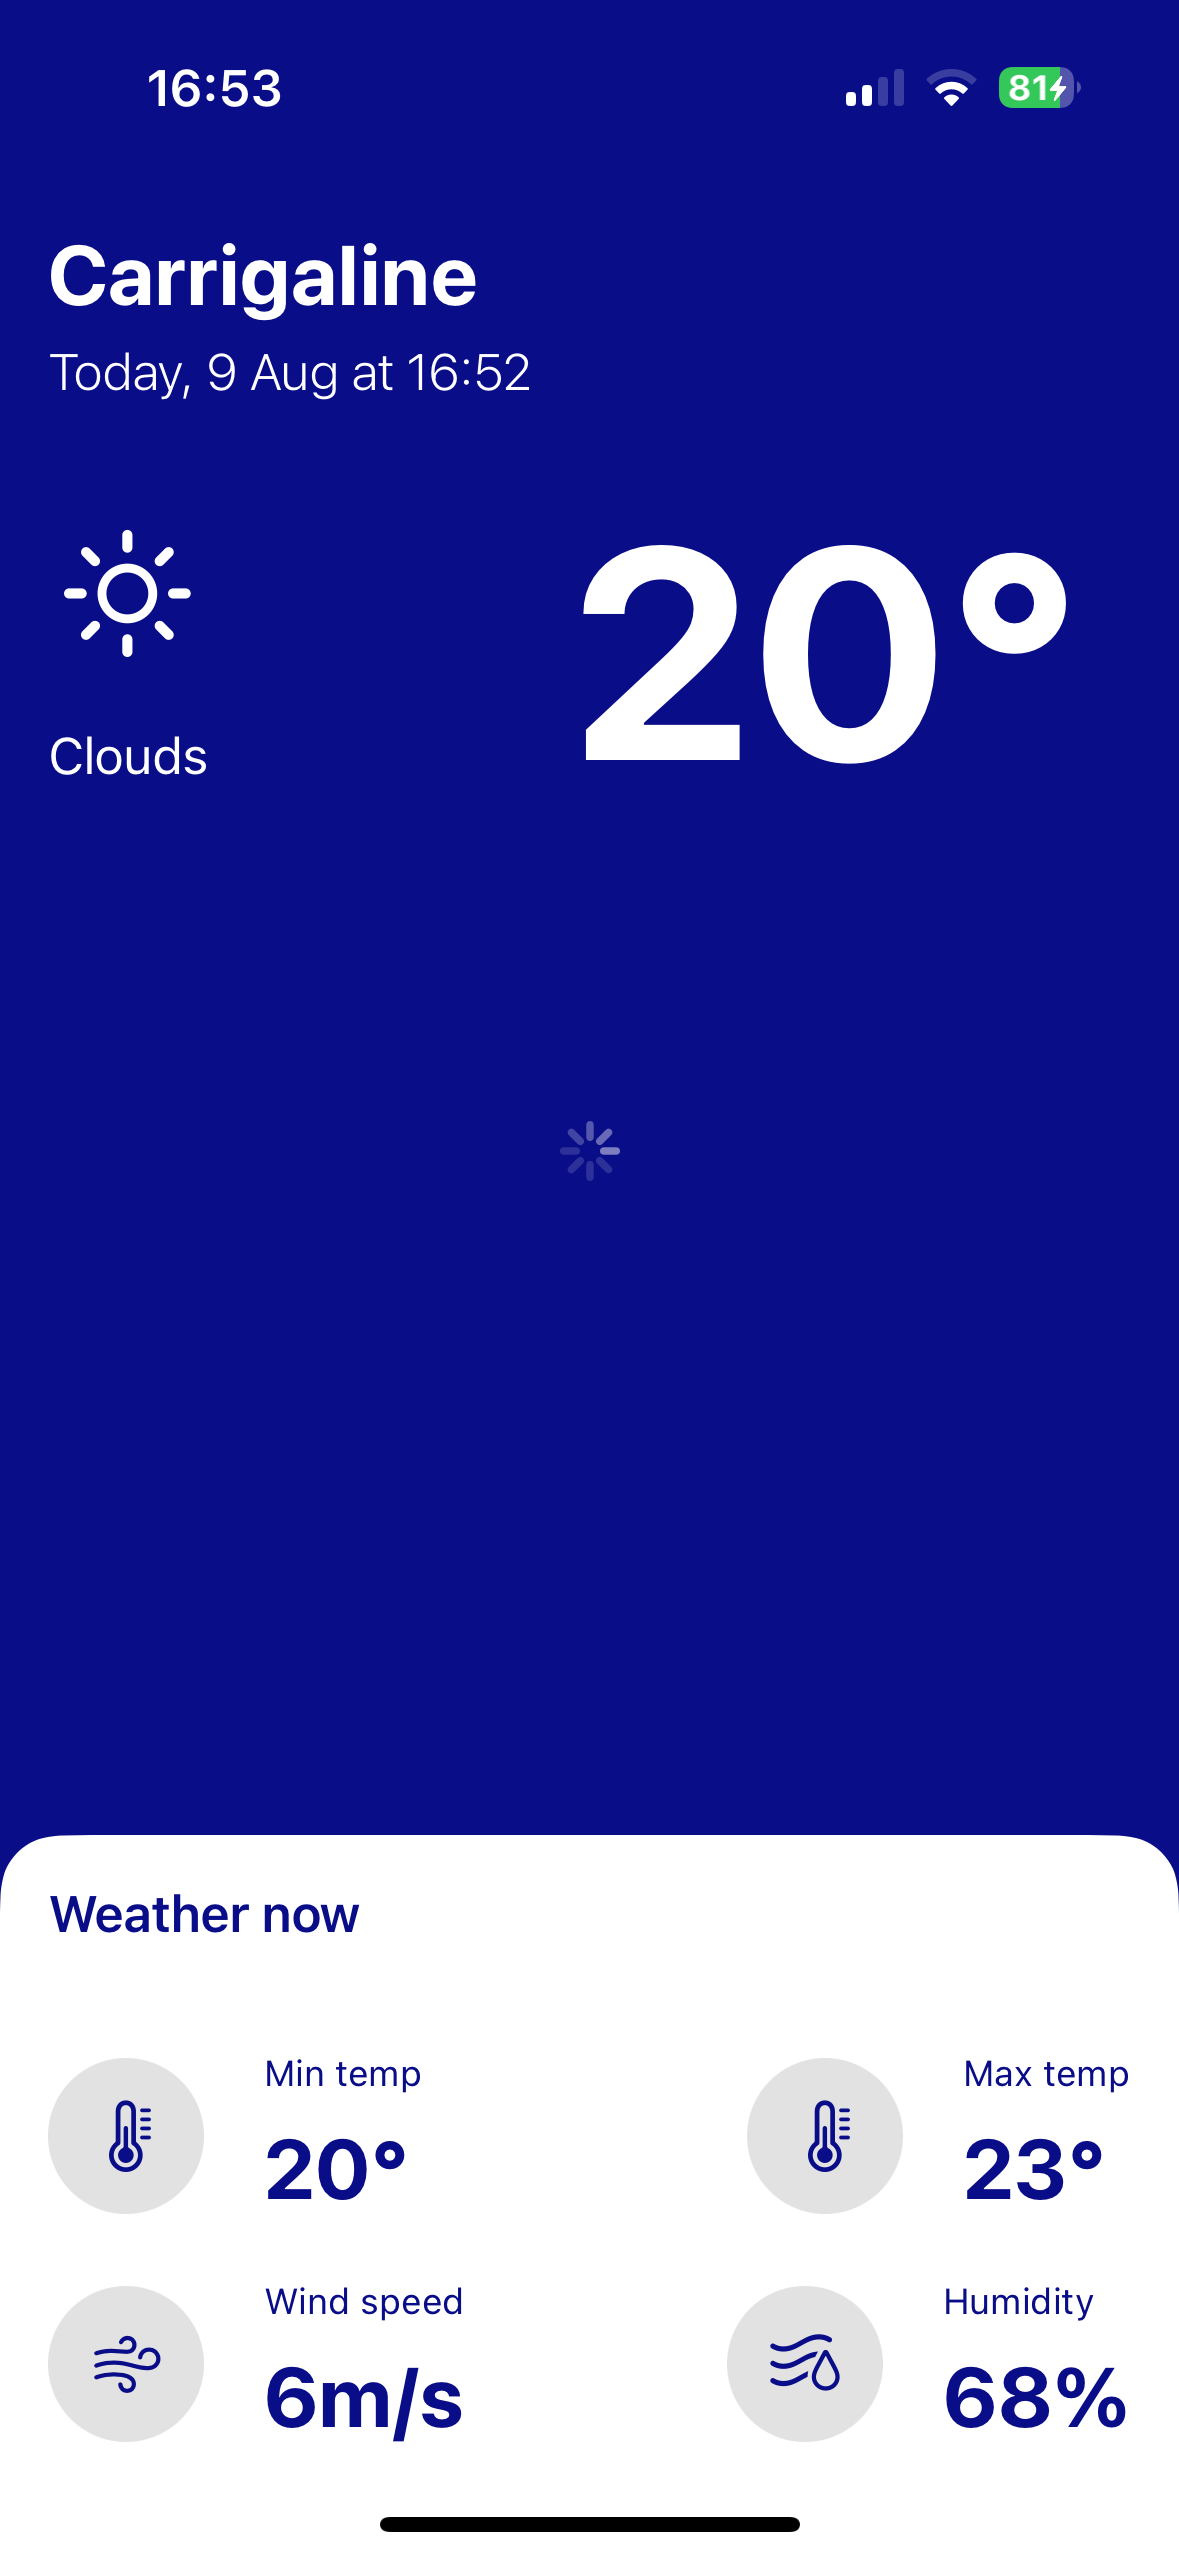 16:53
81
Carrigaline
Today, 9 Aug at 16:52
20°
Clouds
Weather now
Min temp
20°
Max temp
23°
Wind speed
6m/s
Humidity
68%